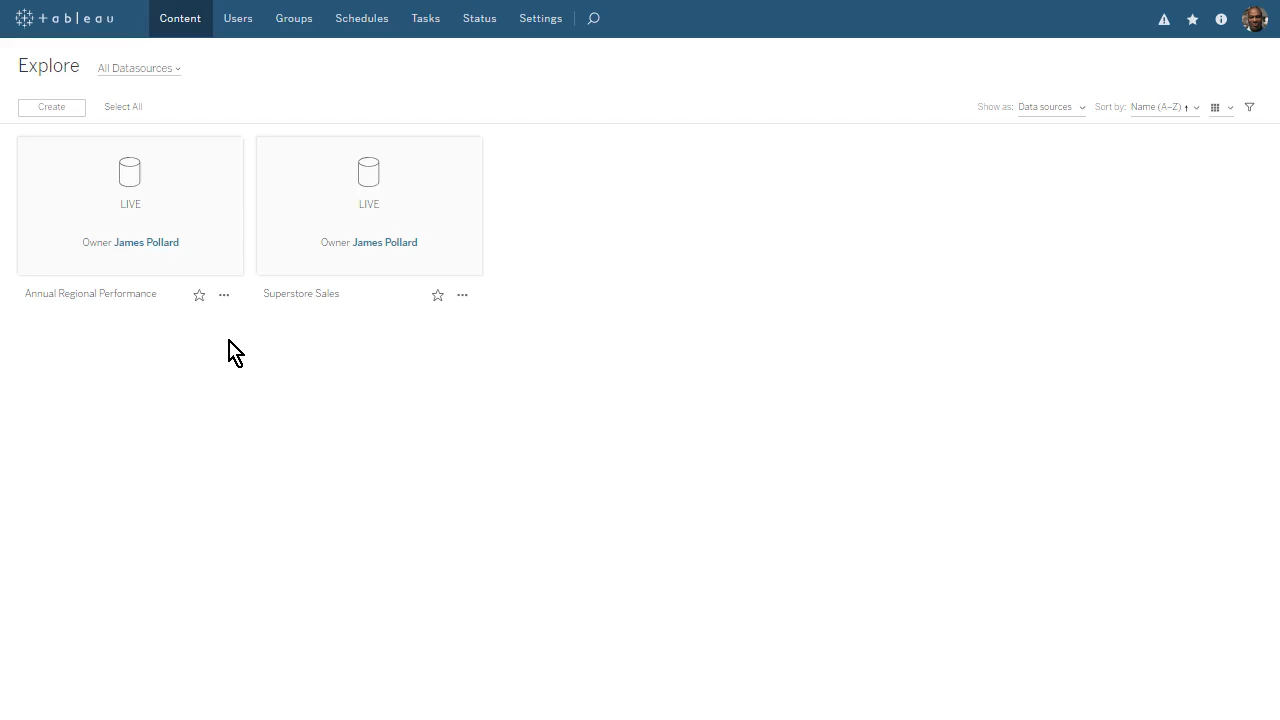 tableau Content Users Groups Schedules Tasks Status Settings
Explore All Datasources
Create Select All Show as: Data sources Sort by: Name (A–Z) ↑
LIVE LIVE
Owner James Pollard Owner James Pollard
Annual Regional Performance Superstore Sales